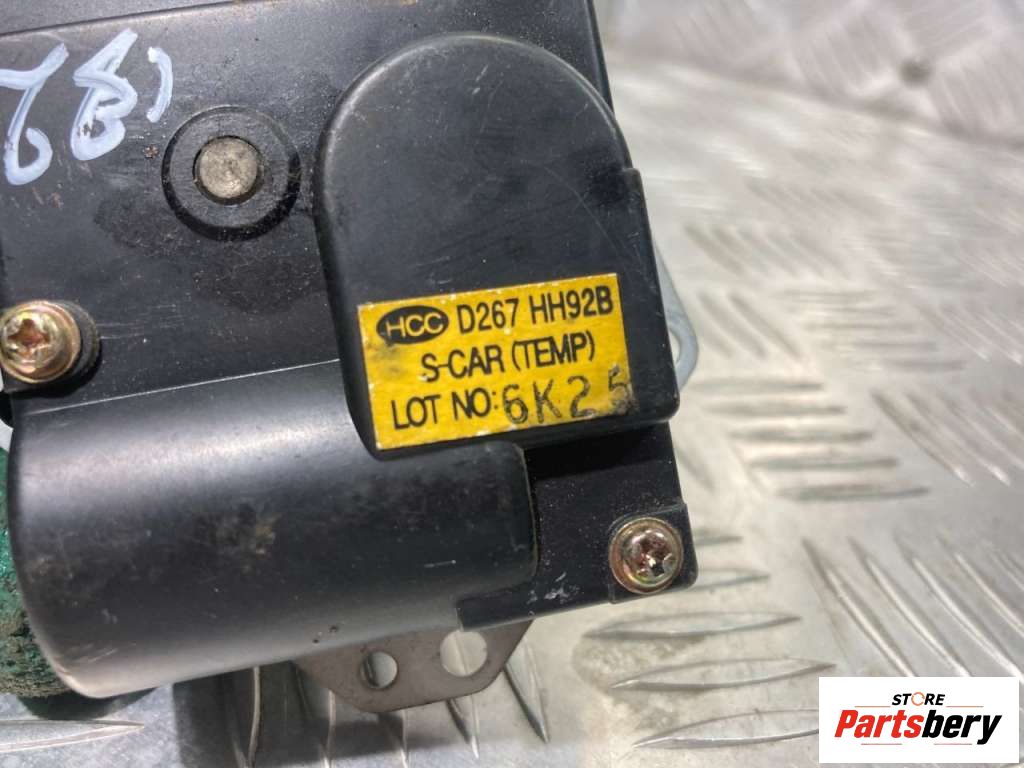 HCC D267 HH92B
S-CAR (TEMP)
LOT NO: 6K25
STORE
Partsbery